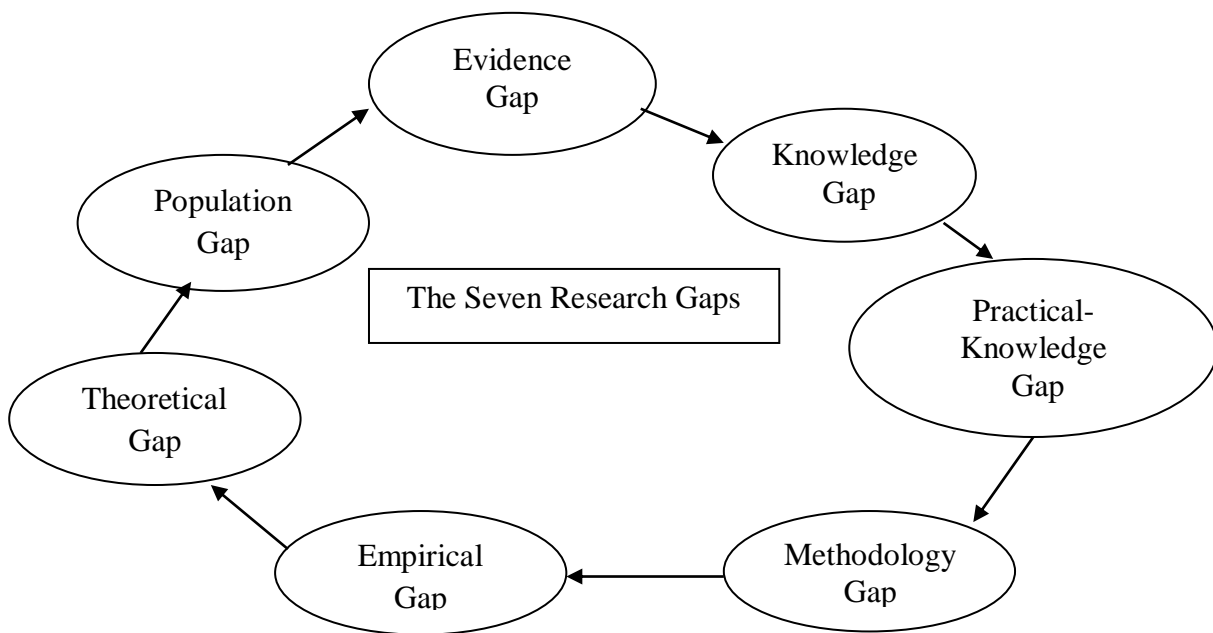 Evidence
Gap
Knowledge
Gap
Practical-
Knowledge
Gap
Methodology
Gap
Empirical
Gap
Theoretical
Gap
Population
Gap
The Seven Research Gaps